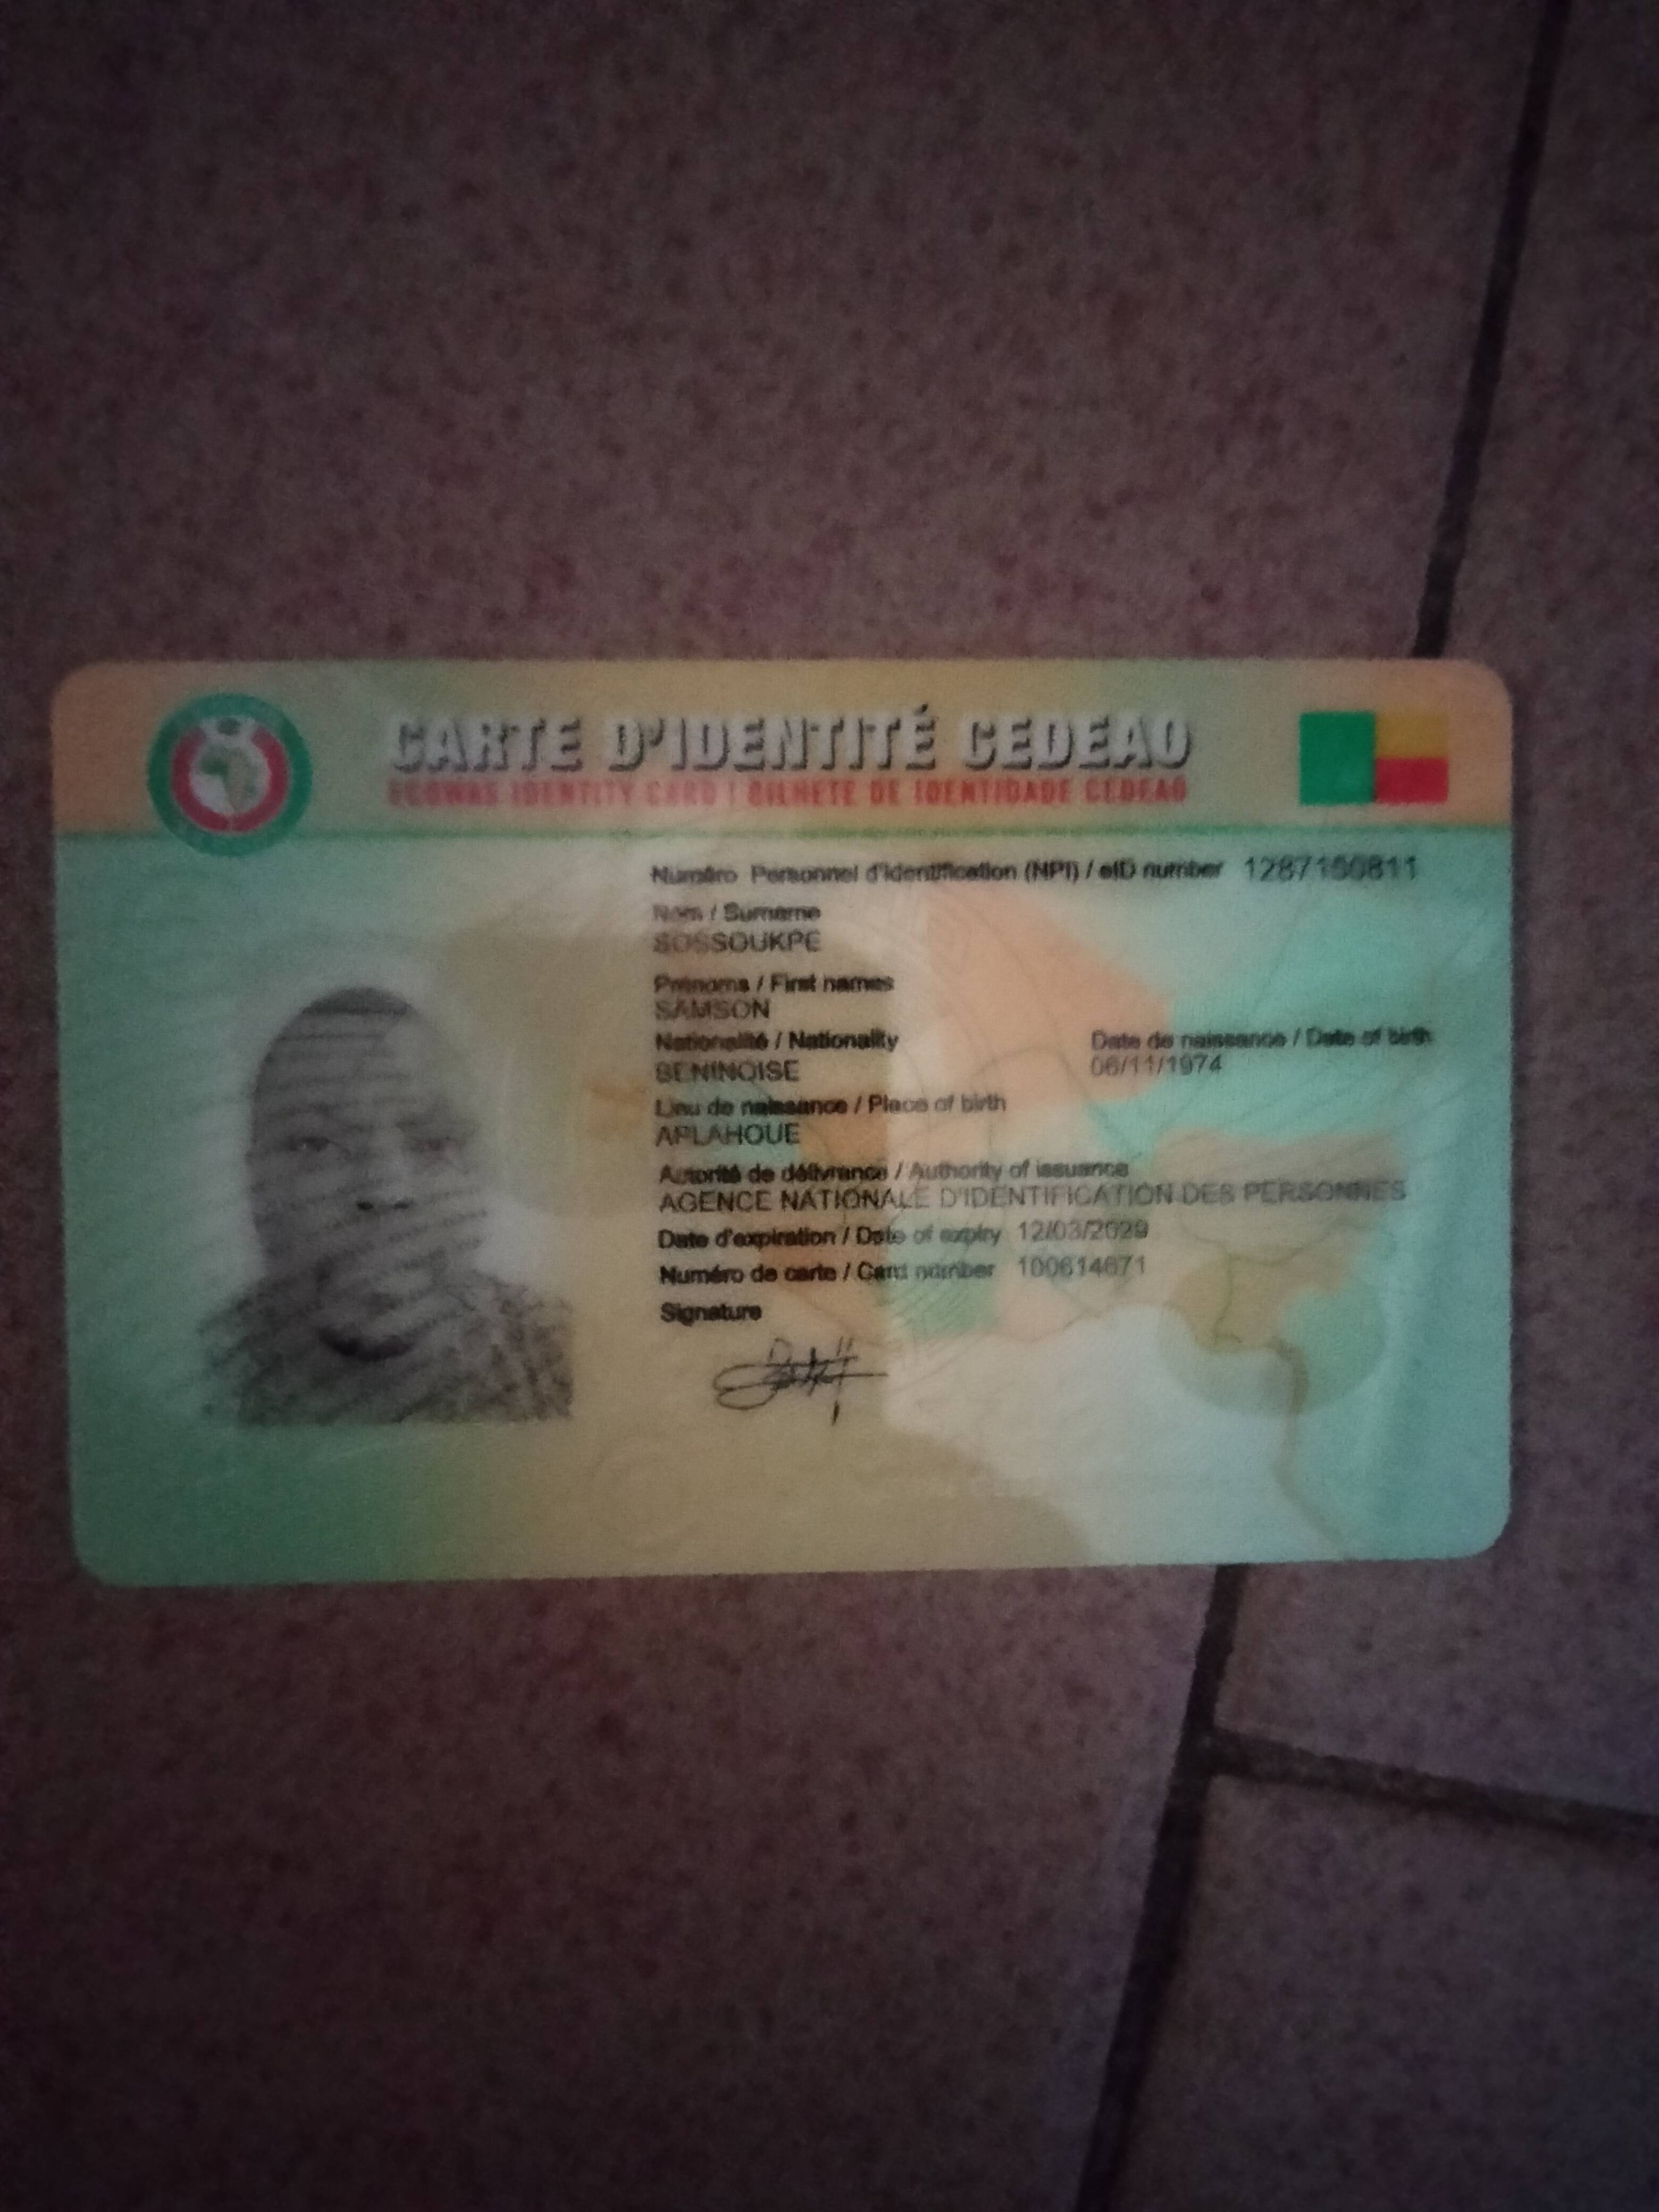 CARTE D'IDENTITÉ CEDEAO
ECOWAS IDENTITY CARD | BILHETE DE IDENTIDADE CEDEAO
Numéro Personnel d'identification (NPI) / eID number
Nom / Surname
SOSSOUKPE
Prénoms / First names
SAMSON
Nationalité / Nationality
BENINOISE
Date de naissance / Date of birth
06/11/1974
Lieu de naissance / Place of birth
APLAHOUE
Autorité de délivrance / Authority of issuance
AGENCE NATIONALE D'IDENTIFICATION DES PERSONNES
Date d'expiration / Date of expiry 12/03/2029
Numéro de carte / Card number
Signature